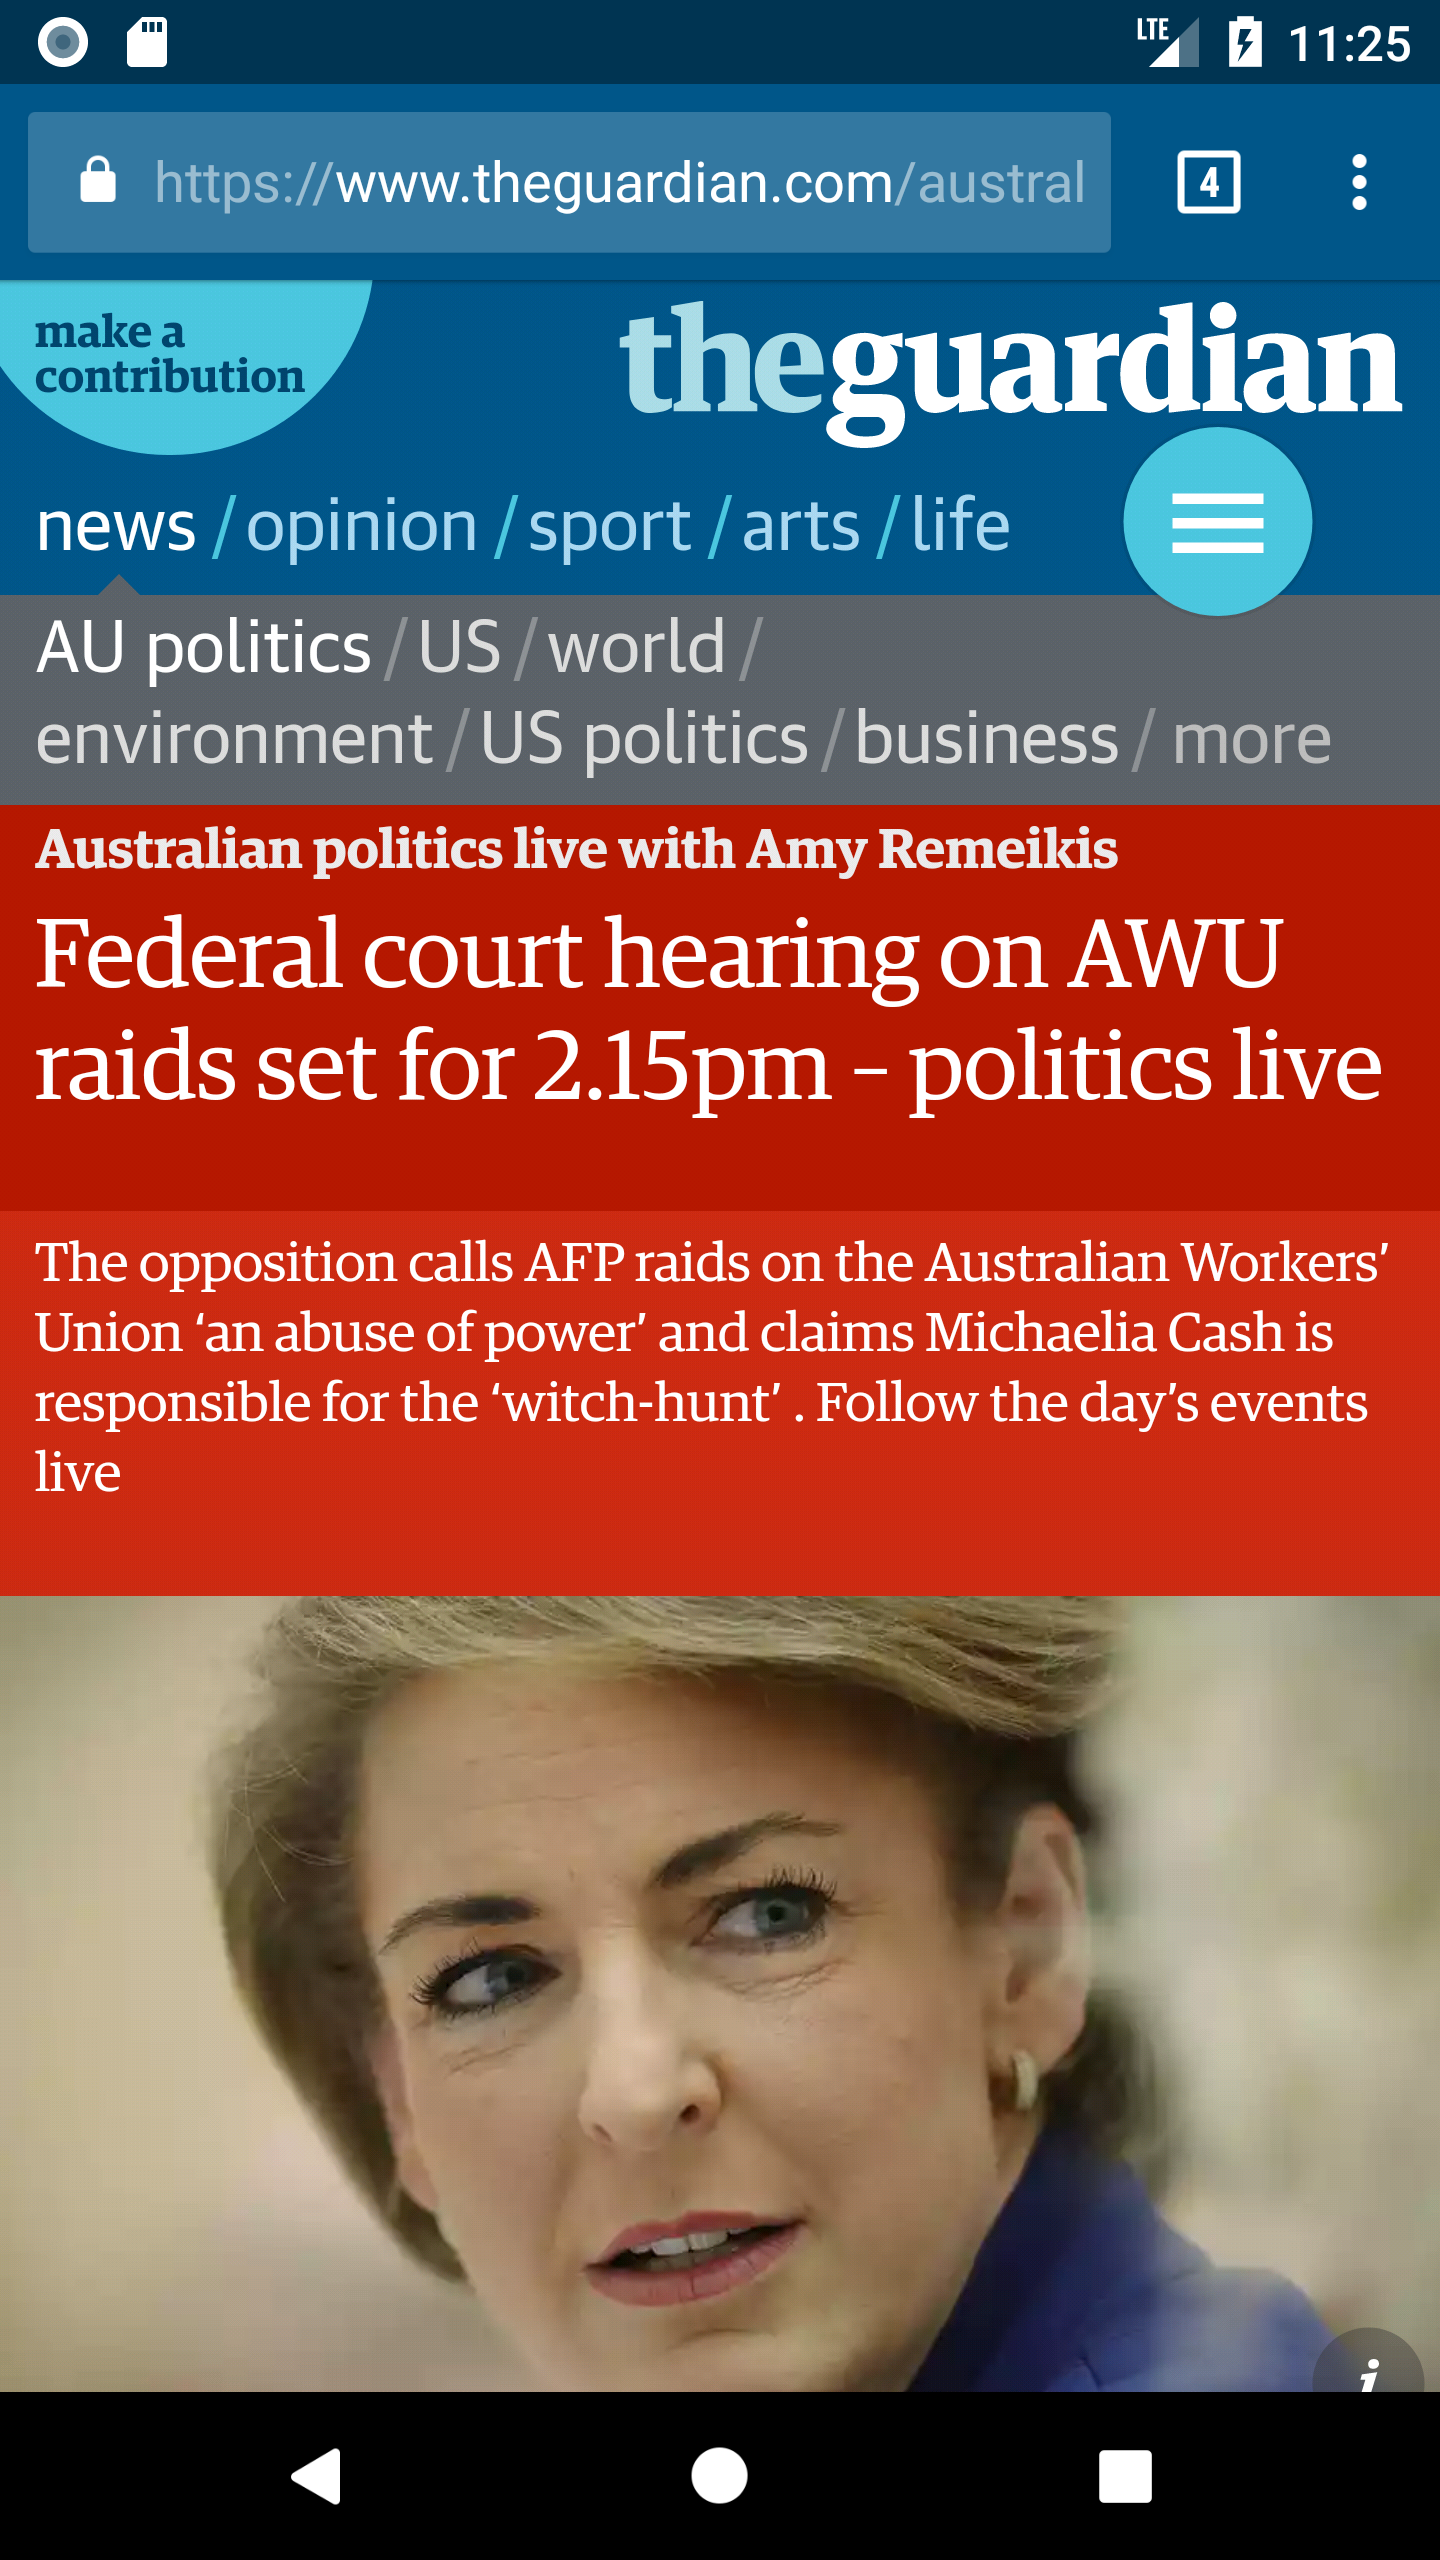 LTE 11:25
https://www.theguardian.com/austral
4
make a
contribution
theguardian
news / opinion / sport / arts / life
AU politics / US / world /
environment / US politics / business / more
Australian politics live with Amy Remeikis
Federal court hearing on AWU
raids set for 2.15pm – politics live
The opposition calls AFP raids on the Australian Workers’
Union ‘an abuse of power’ and claims Michaelia Cash is
responsible for the ‘witch-hunt’ . Follow the day’s events
live
i